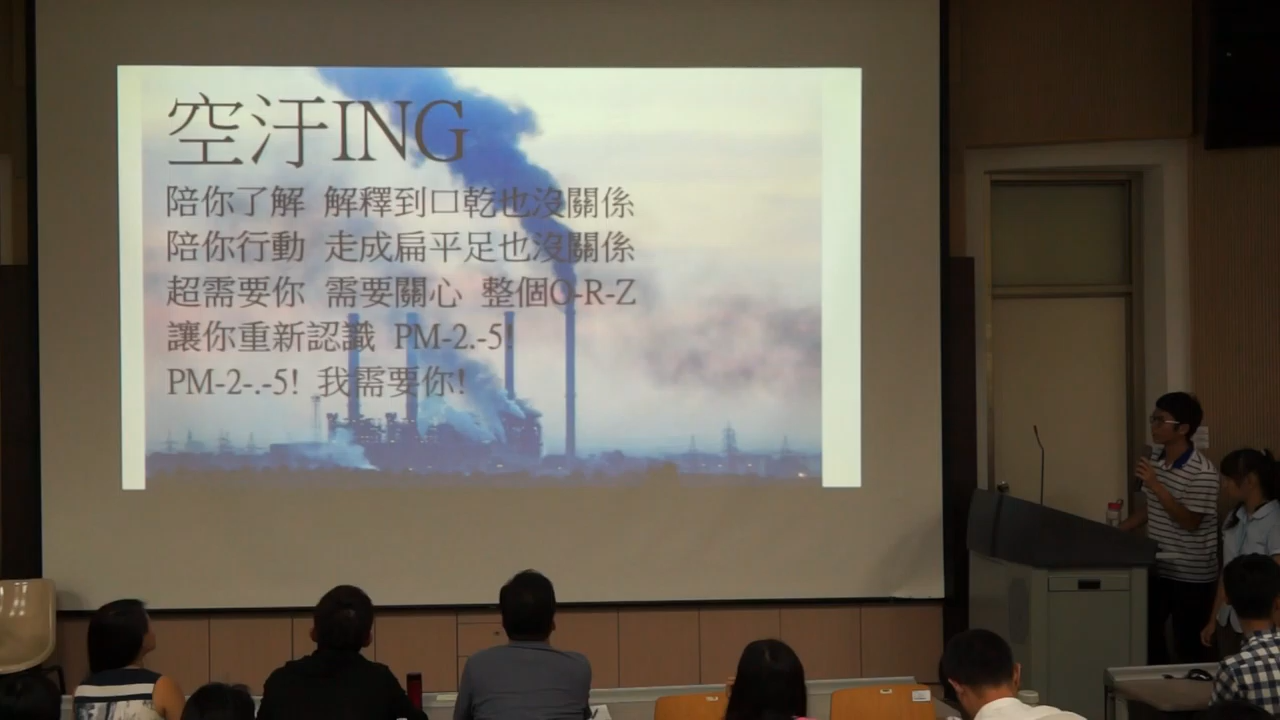 空汙ING
陪你了解 解釋到口乾也沒關係
陪你行動 走成扁平足也沒關係
超需要你 需要關心 整個O-R-Z
讓你重新認識 PM-2.-5!
PM-2-.-5! 我需要你!